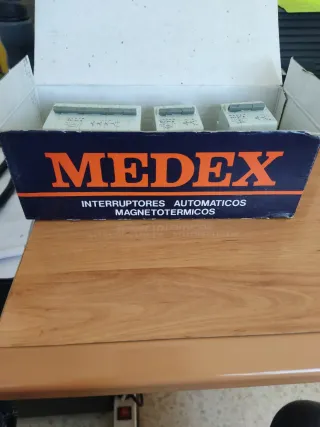 MEDEX
INTERRUPTORES AUTOMATICOS
MAGNETOTERMICOS